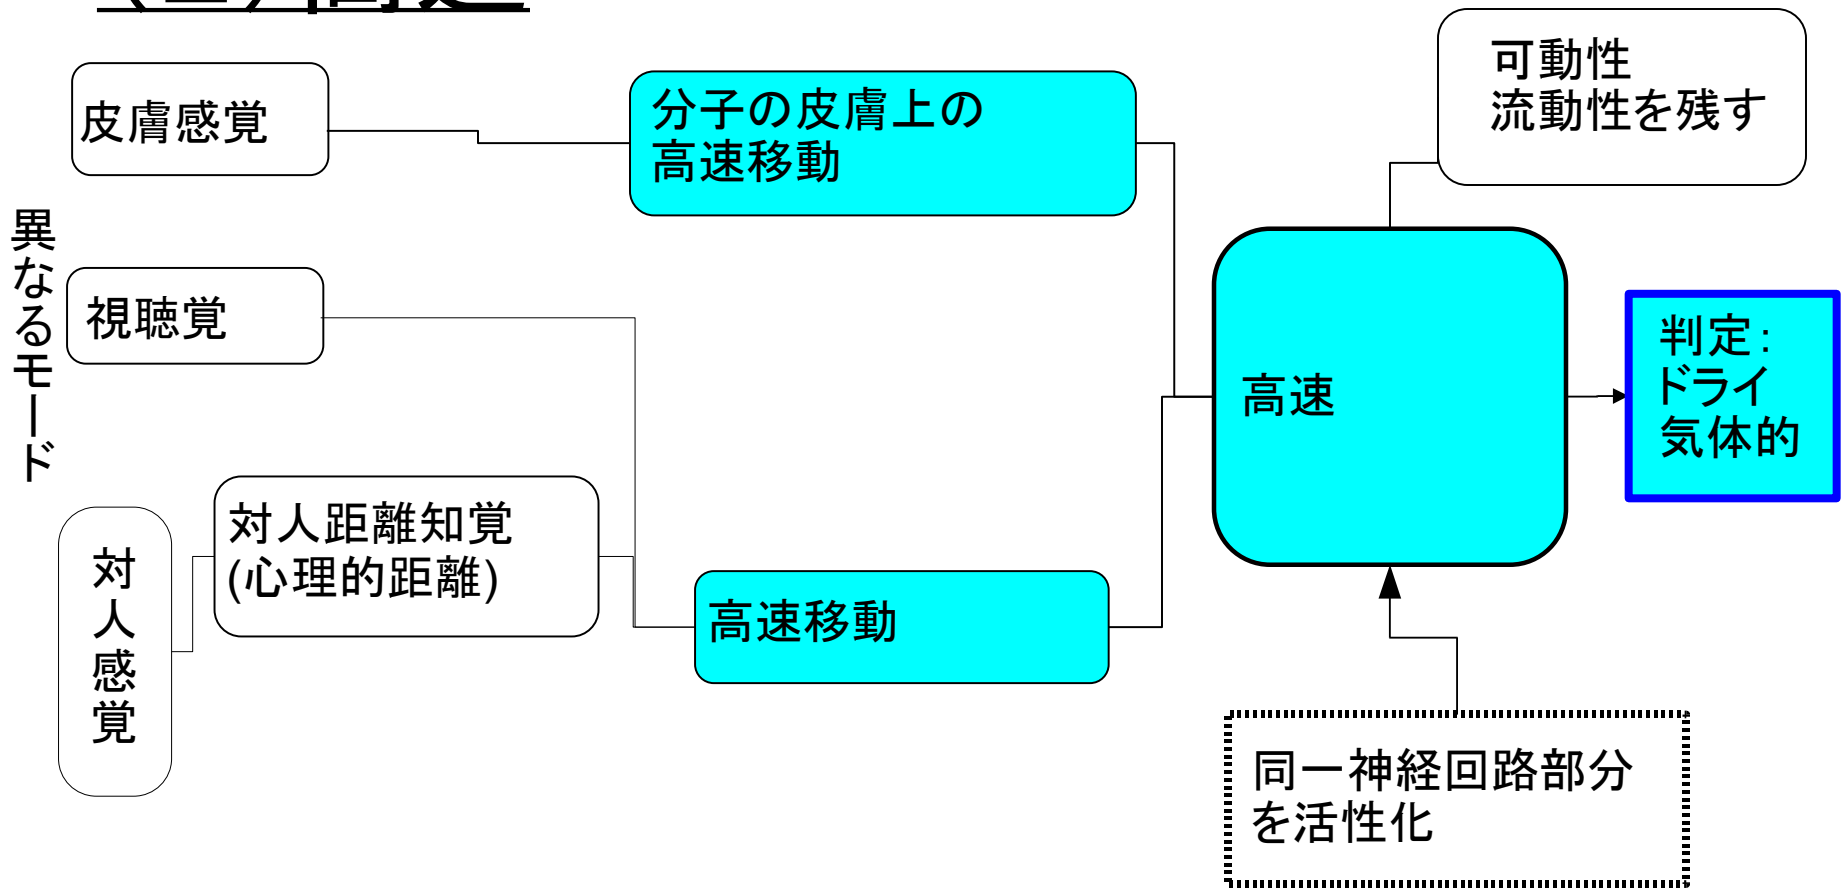 皮膚感覚
分子の皮膚上の
高速移動
可動性
流動性を残す
異なるモード
視聴覚
高速
判定:
ドライ
気体的
対人感覚
対人距離知覚
(心理的距離)
高速移動
同一神経回路部分
を活性化